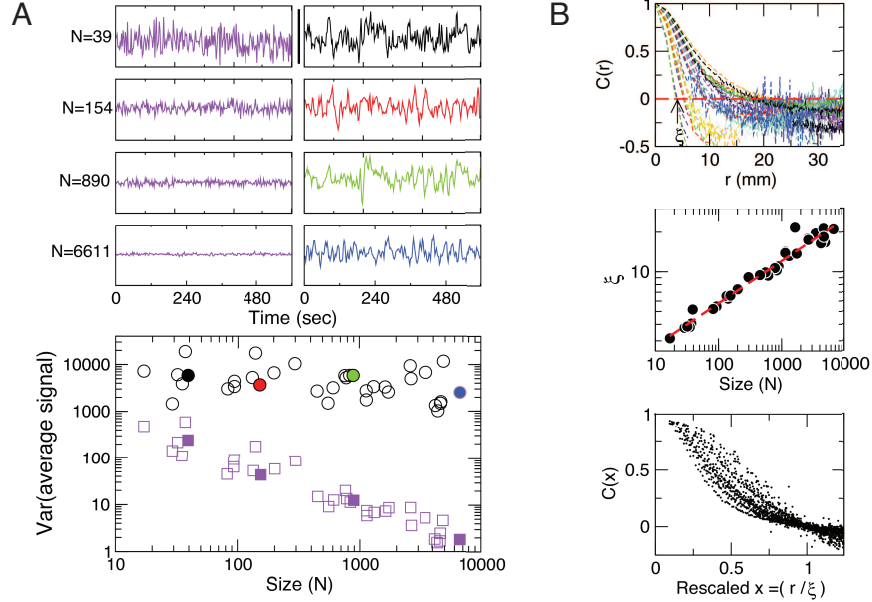 A
N=39
N=154
N=890
N=6611
0 240 480 0 240 480
Time (sec)
Var(average signal)
10000
1000
100
10
1
10 100 1000 10000
Size (N)
B
C(r)
1
0.5
0
-0.5
ξ
0 10 20 30
r (mm)
ξ
10
10 100 1000 10000
Size (N)
C(x)
1
0.5
0
0 0.5 1
Rescaled x =( r /ξ )